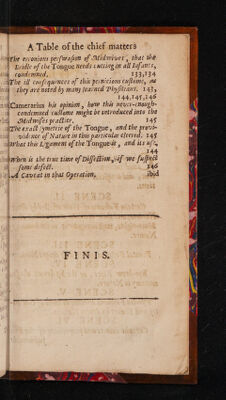 A Table of the chief matters
The erronious perswasion of Midwives, that the
bridle of the Tongue needs cutting in all Infants,
condemned. 133,134
The ill consequences of this pernicious custome, as
they are noted by many learned Physitians. 143,
144,145,146
Camerarius his opinion, how this never-enough-
condemned custome might be introduced into the
Midwifes practise. 145
The exact symetrie of the Tongue, and the provi-
dence of Nature in this particular asserted. 145
What this Ligament of the Tongue is, and its use,
144
When is the true time of Dissection, if we suspect
some defect. 146
A Caveat in that Operation, ibid
FINIS.